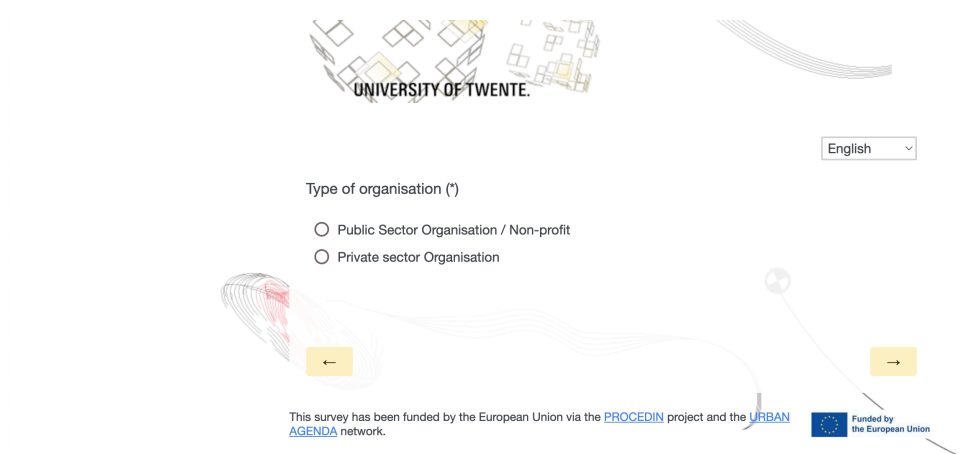 UNIVERSITY OF TWENTE.
English
Type of organisation (*)
Public Sector Organisation / Non-profit
Private sector Organisation
←
→
This survey has been funded by the European Union via the PROCEDIN project and the URBAN
AGENDA network.
Funded by
the European Union